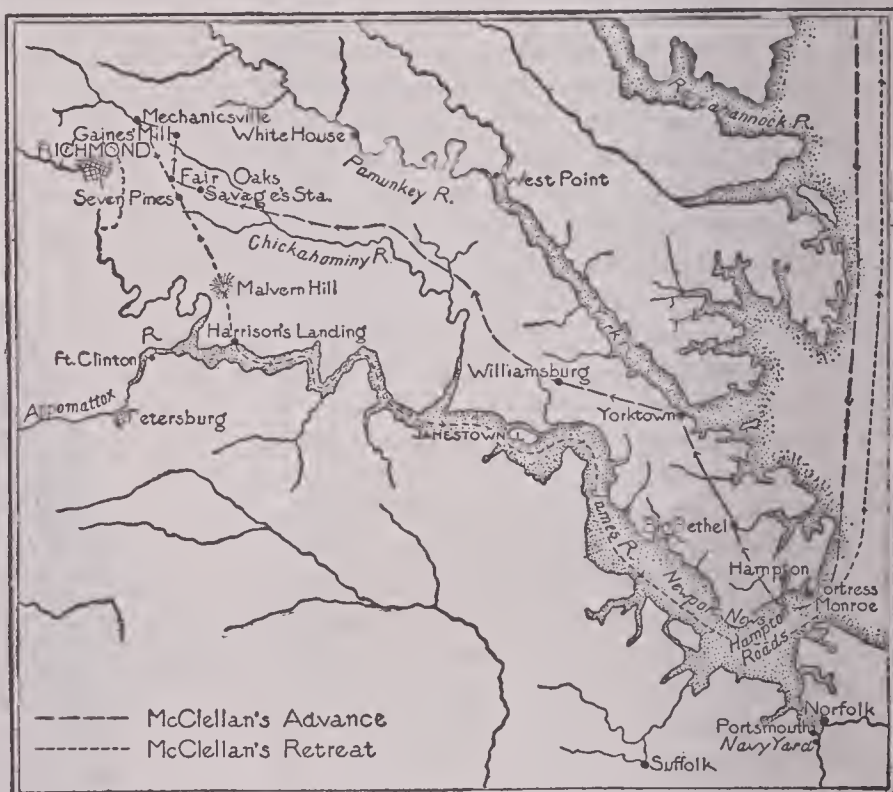 Mechanicsville
Gaines' Mill
RICHMOND
White House
R
annock R.
Fair Oaks
Savage's Sta.
Seven Pines
Pamunkey R.
West Point
Chickahominy R.
Malvern Hill
Harrison's Landing
R.
Ft. Clinton
Williamsburg
Appomattox
Petersburg
Yorktown
JAMESTOWN I.
James R.
Big Bethel
Hampton
Newport News
Fortress
Monroe
Hampton
Roads
McClellan's Advance
McClellan's Retreat
Norfolk
Portsmouth
Navy Yard
Suffolk